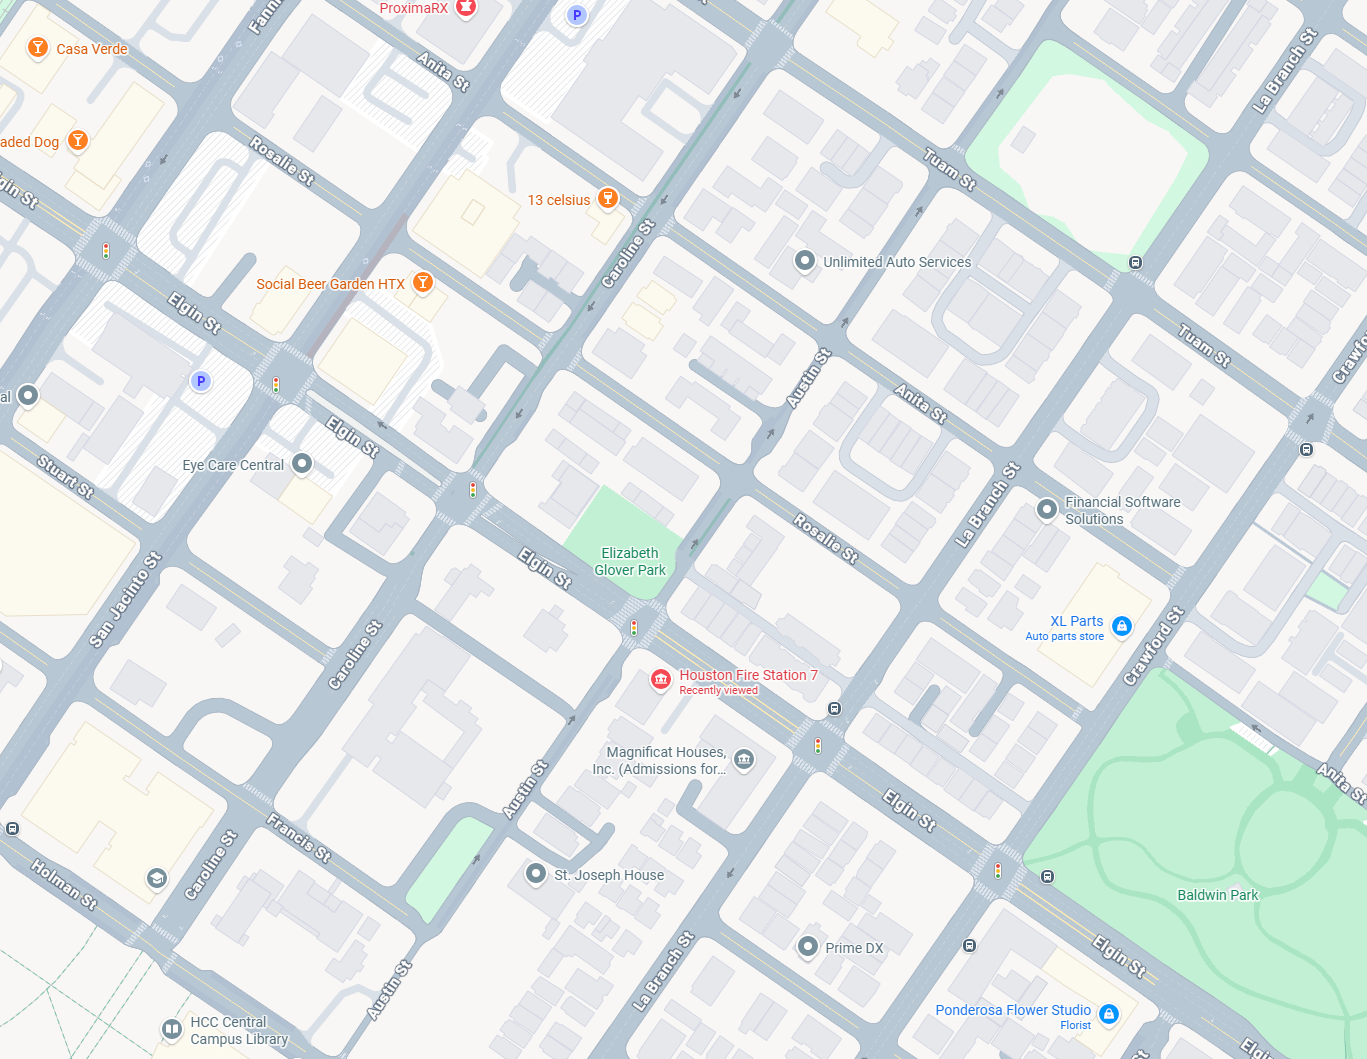 ProximaRX
P
Casa Verde
Anita St
La Branch St
aded Dog
Rosalie St
Tuam St
Elgin St
13 celsius
Caroline St
Unlimited Auto Services
Social Beer Garden HTX
Elgin St
Tuam St
P
al
Austin St
Anita St
Elgin St
Eye Care Central
Stuart St
La Branch St
Financial Software
Solutions
Rosalie St
Elizabeth
Glover Park
Elgin St
San Jacinto St
XL Parts
Auto parts store
Caroline St
Crawford St
Houston Fire Station 7
Recently viewed
Magnificat Houses,
Inc. (Admissions for...
Austin St
Anita St
Elgin St
Francis St
Caroline St
Holman St
St. Joseph House
Baldwin Park
Prime DX
Elgin St
La Branch St
Austin St
Ponderosa Flower Studio
Florist
HCC Central
Campus Library